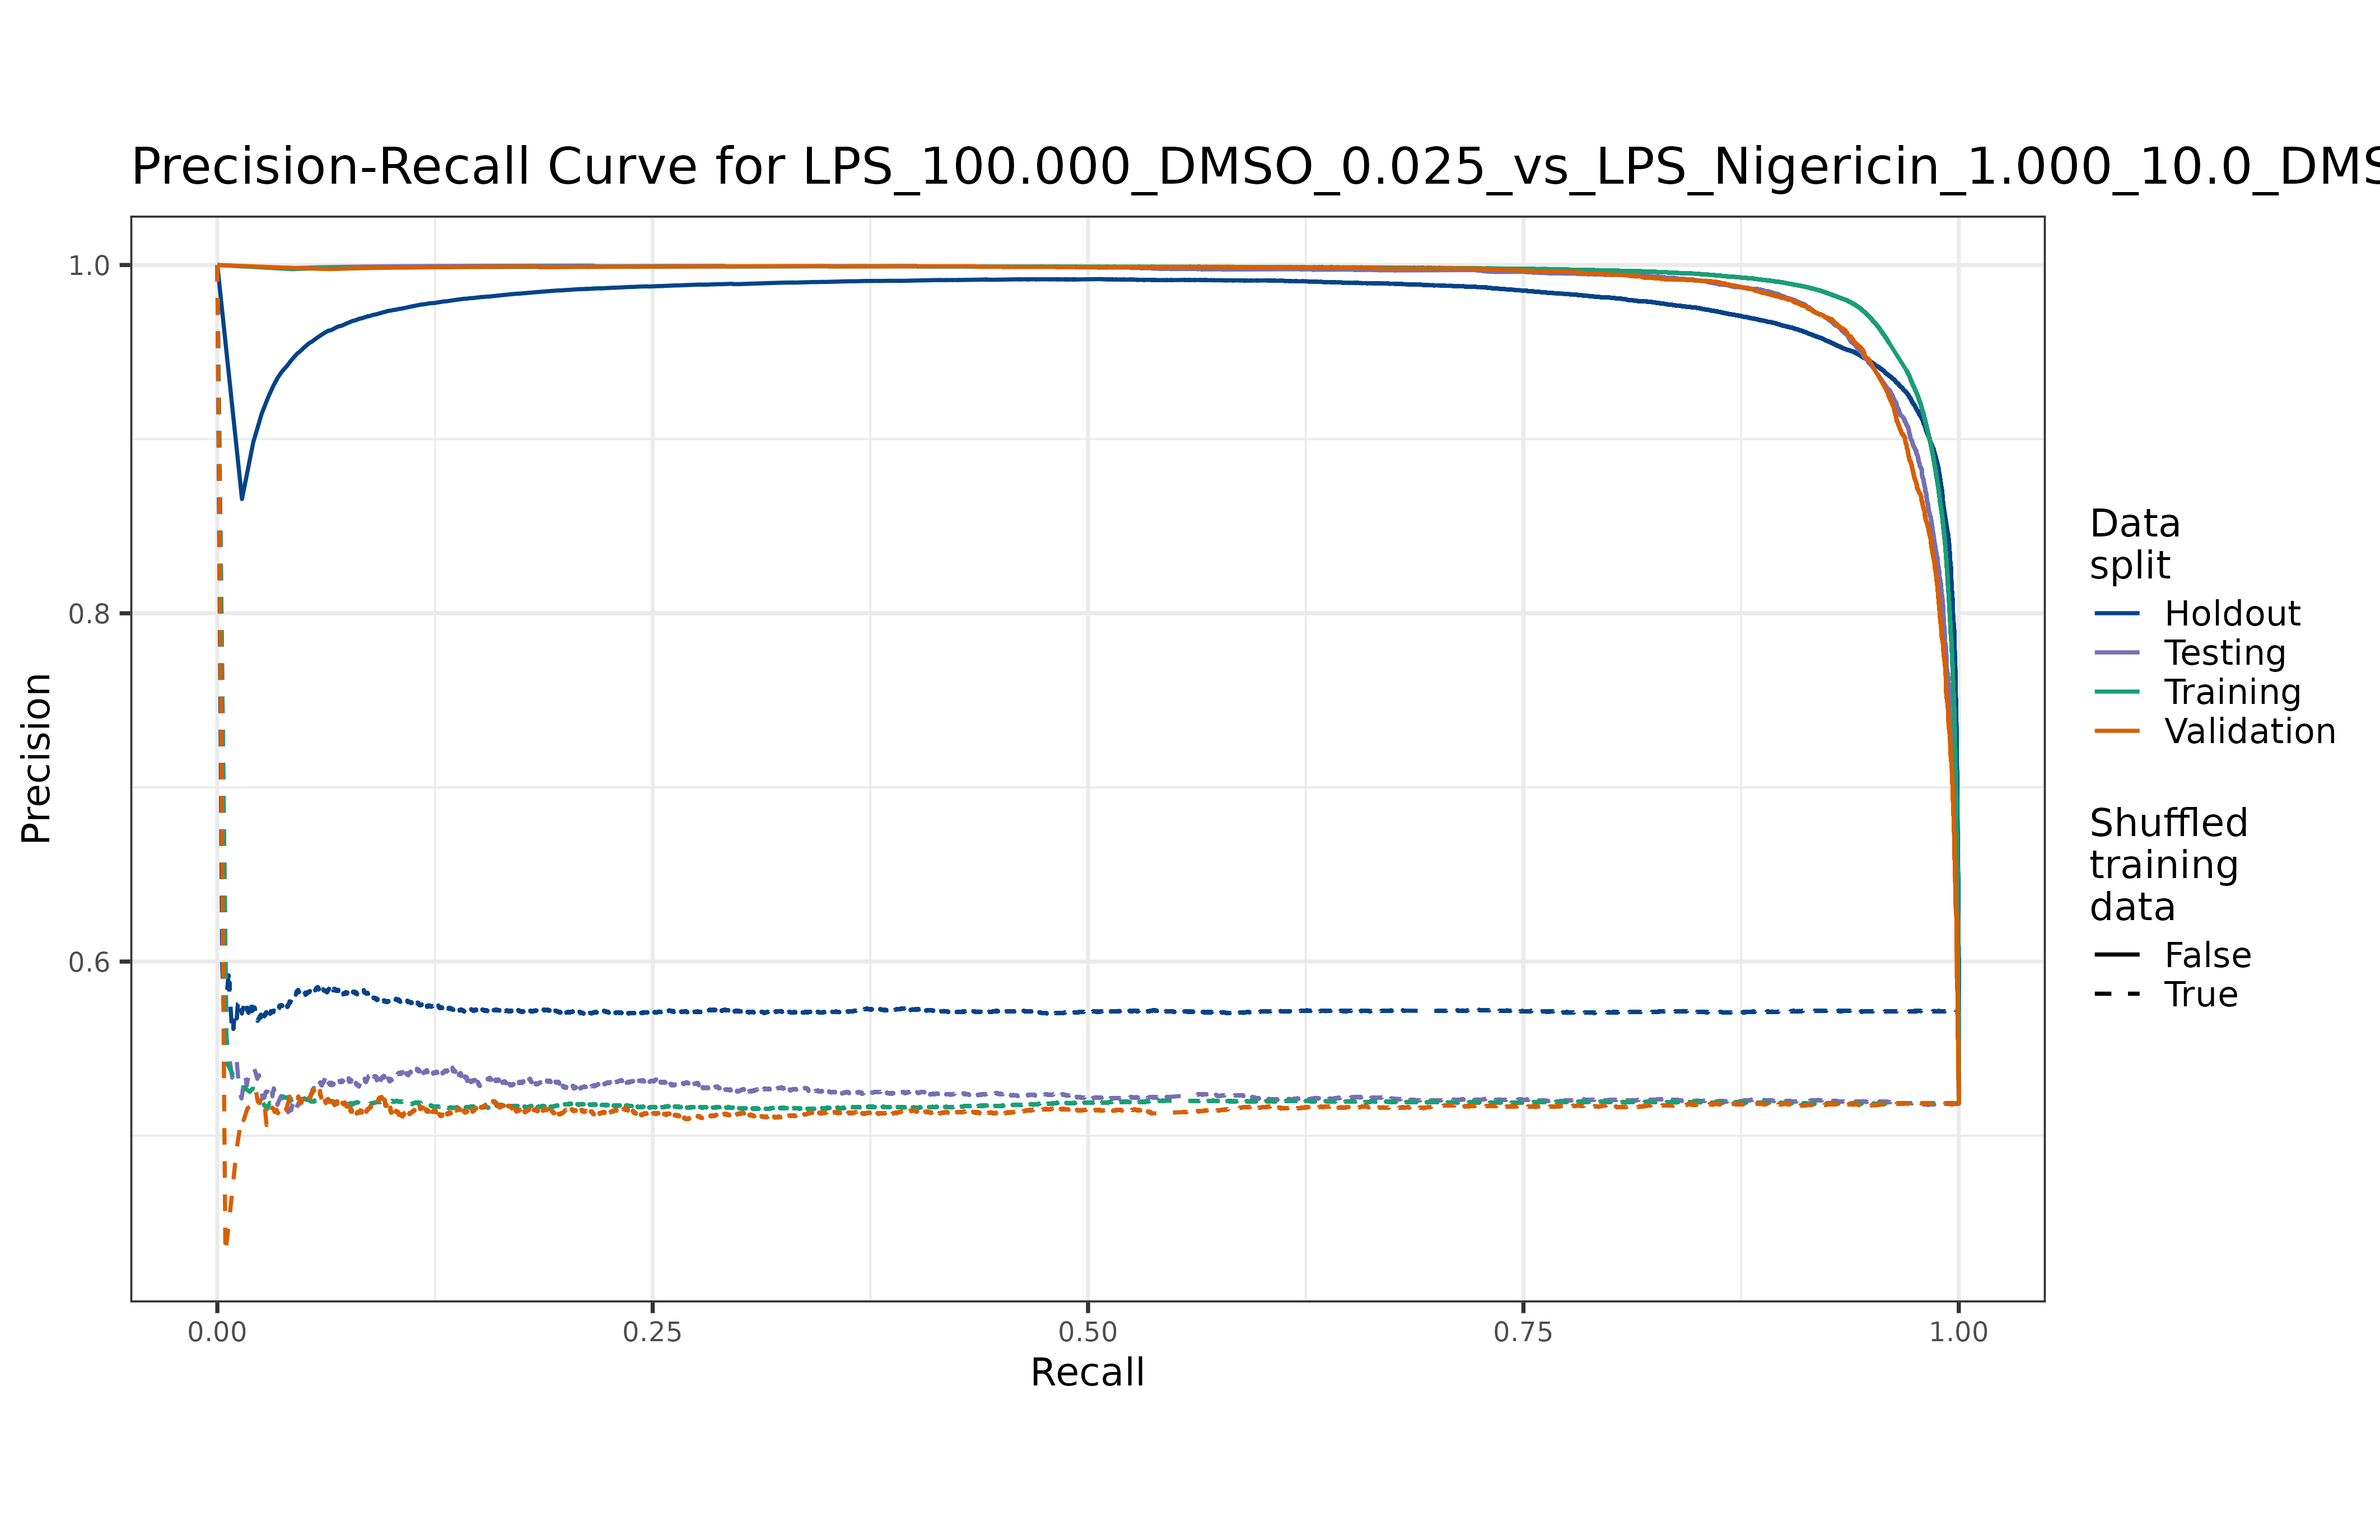 Precision-Recall Curve for LPS_100.000_DMSO_0.025_vs_LPS_Nigericin_1.000_10.0_DMS
1.0
0.8
0.6
Precision
0.00 0.25 0.50 0.75 1.00
Recall
Data
split
Holdout
Testing
Training
Validation
Shuffled
training
data
False
True